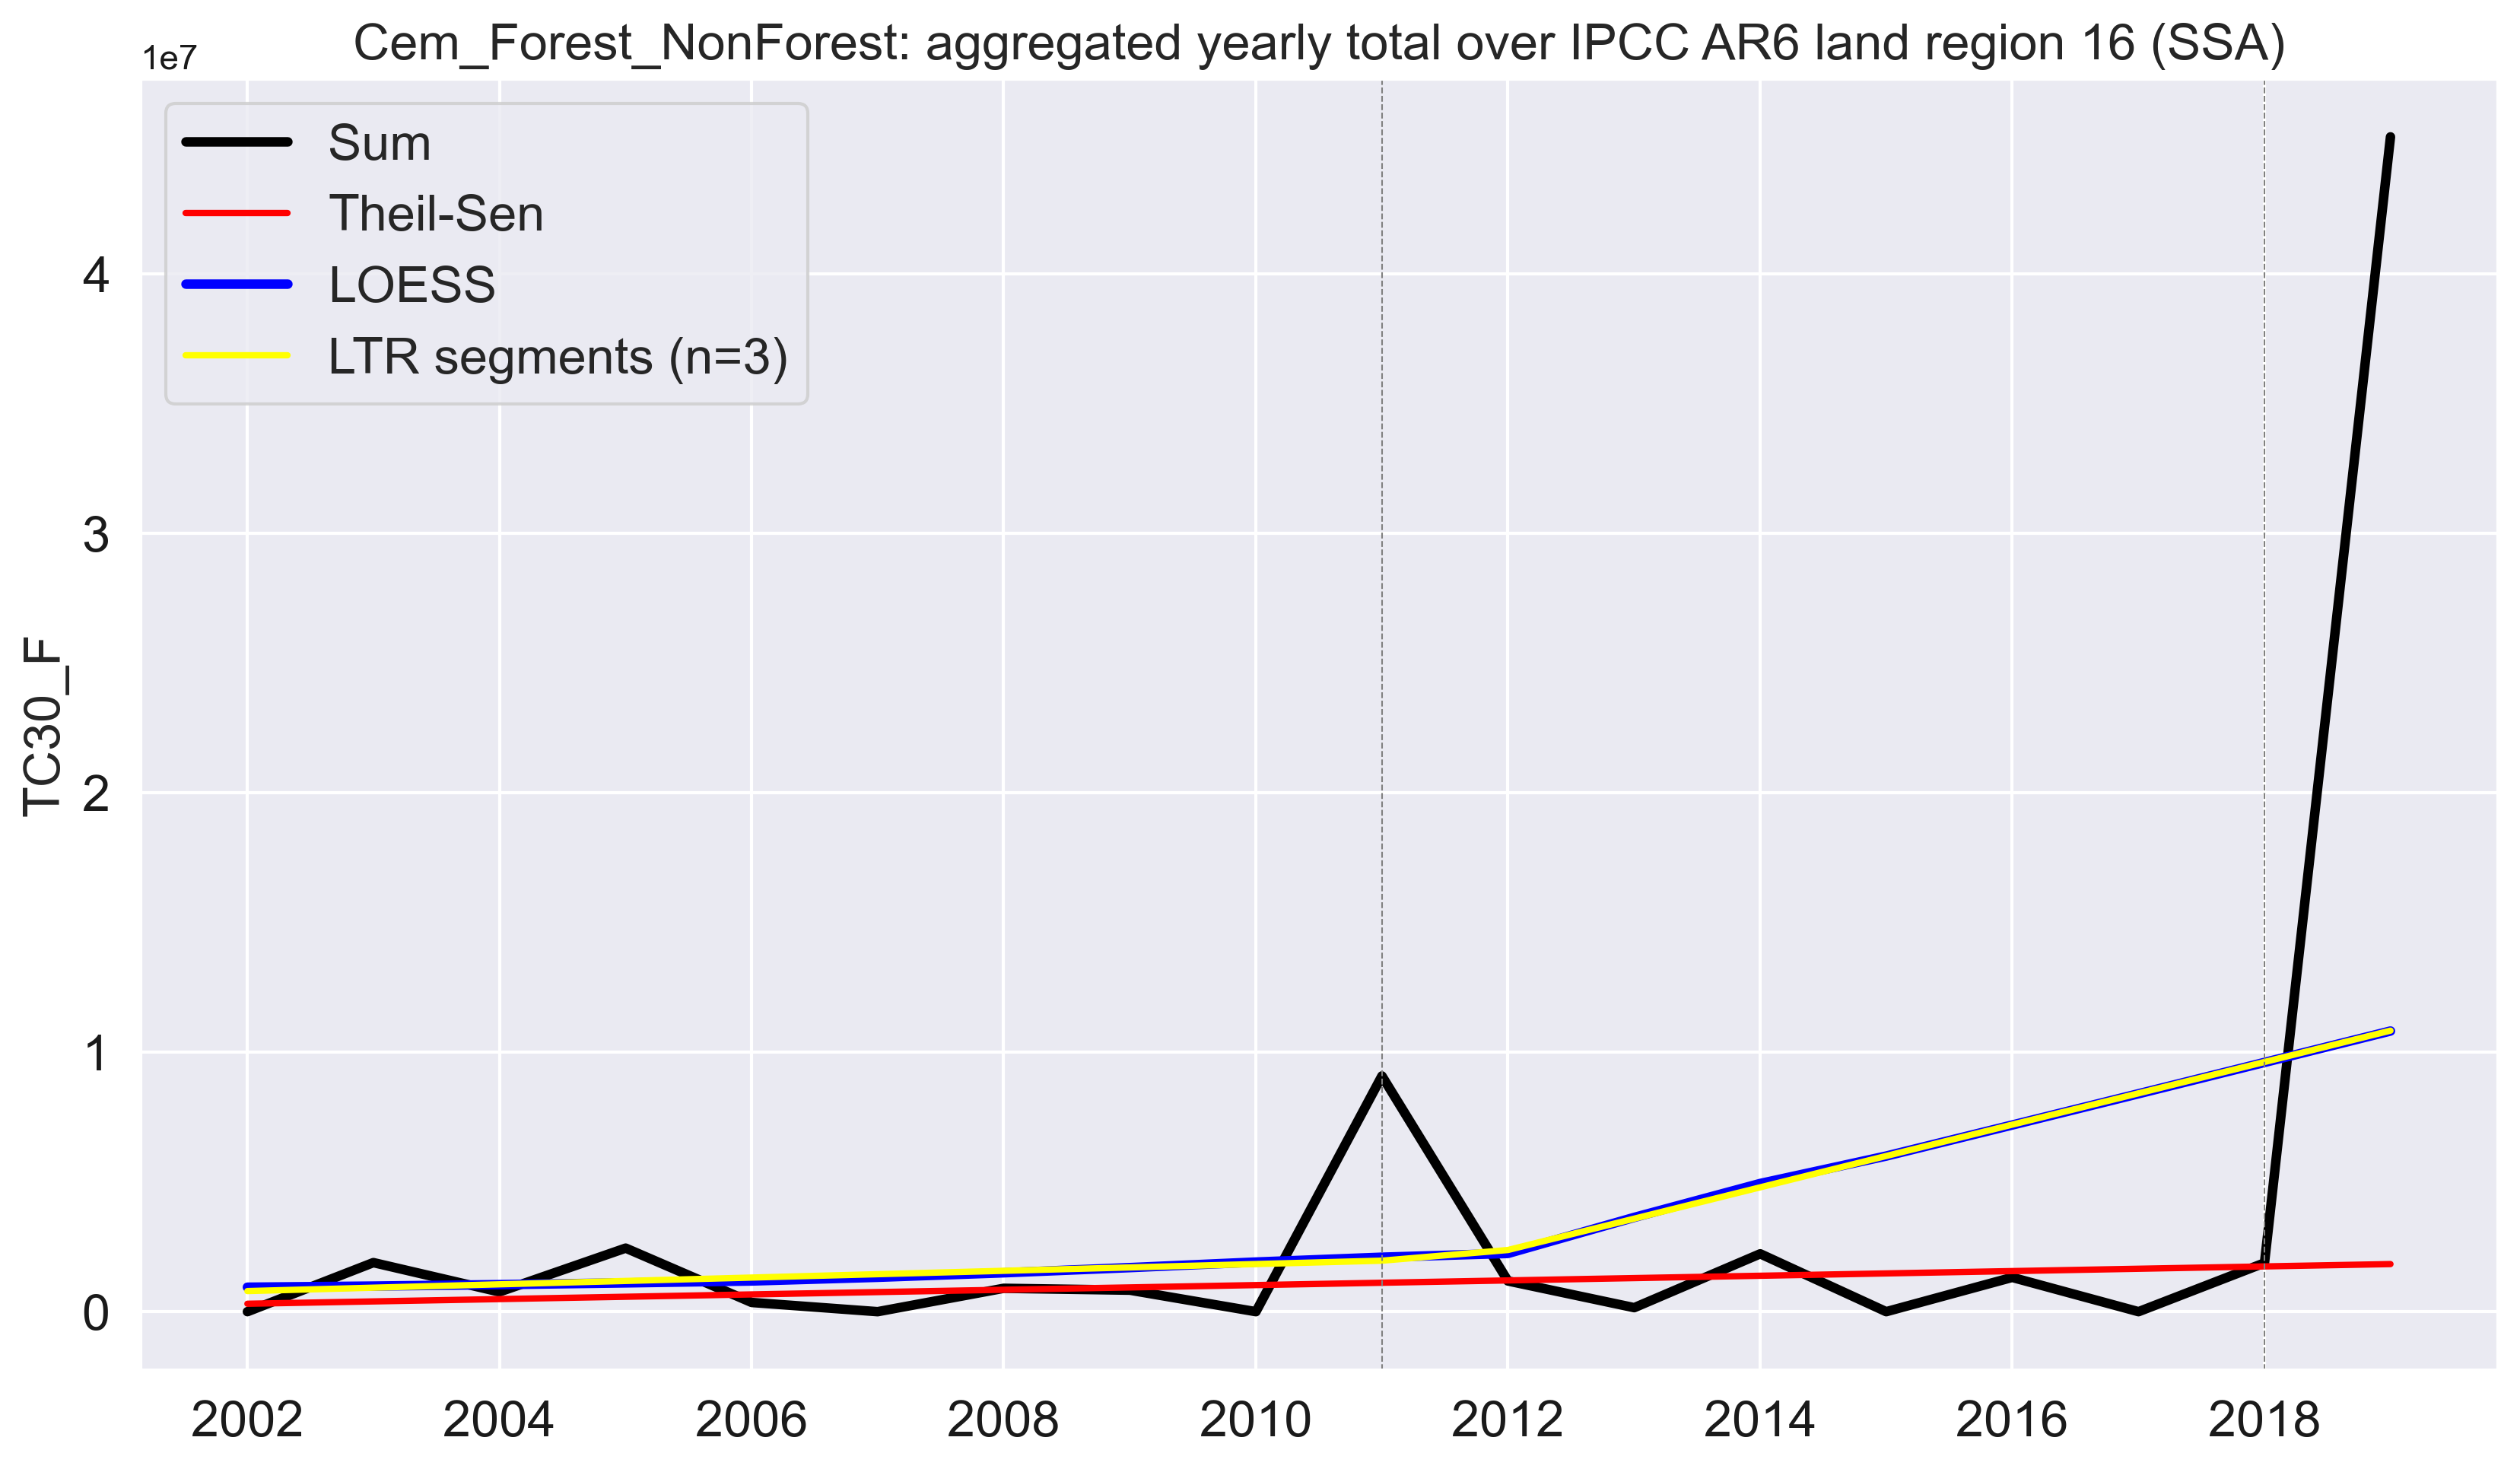 Cem_Forest_NonForest: aggregated yearly total over IPCC AR6 land region 16 (SSA)
1e7
Sum
Theil-Sen
LOESS
LTR segments (n=3)
TC30_F
4
3
2
1
0
2002 2004 2006 2008 2010 2012 2014 2016 2018